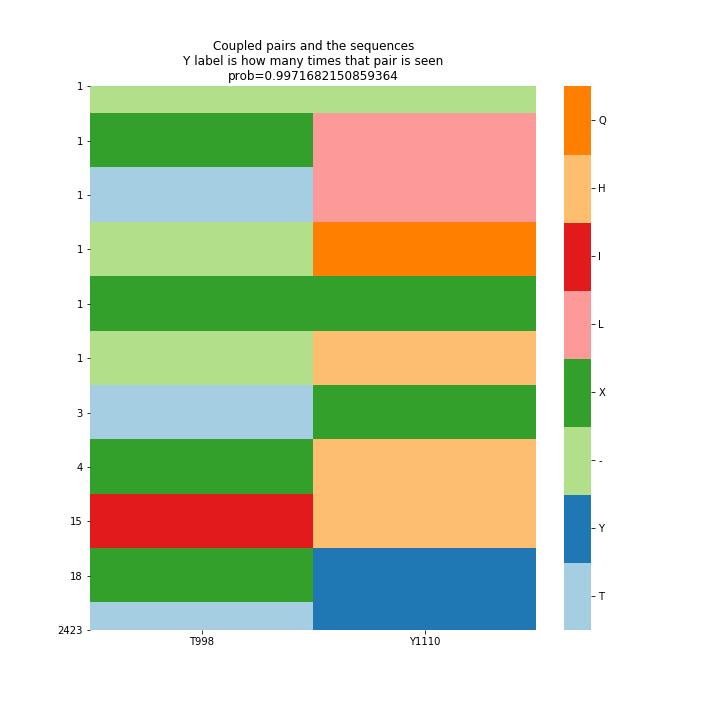 Coupled pairs and the sequences
Y label is how many times that pair is seen
prob=0.9971682150859364
1
1
1
1
1
1
3
4
15
18
2423
T998
Y1110
Q
H
I
L
X
-
Y
T